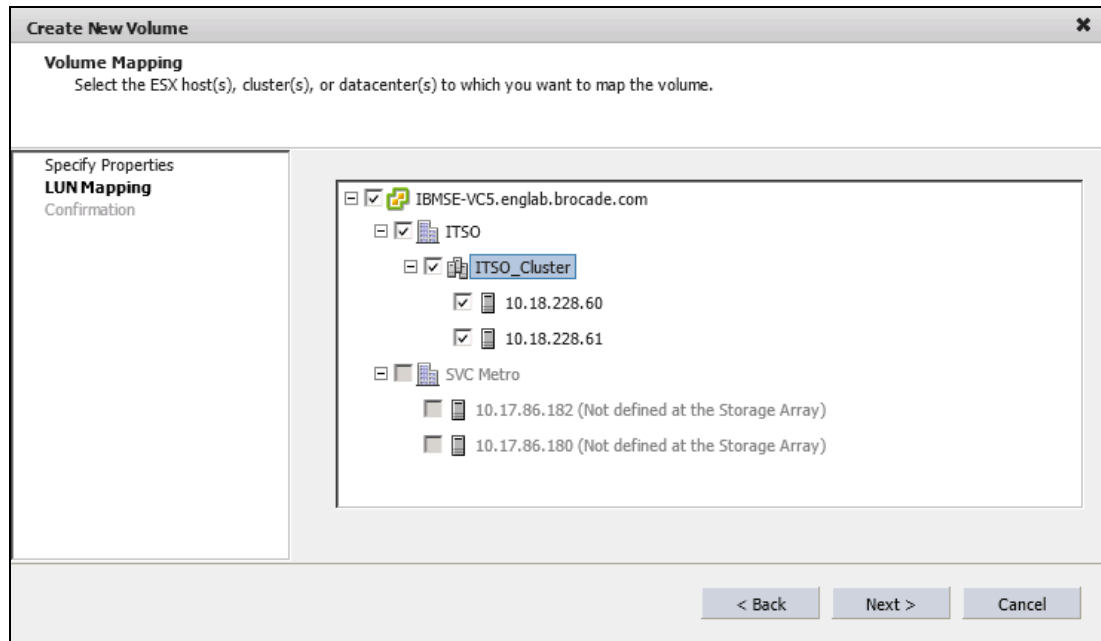 Create New Volume
Volume Mapping
Select the ESX host(s), cluster(s), or datacenter(s) to which you want to map the volume.
Specify Properties
LUN Mapping
Confirmation
IBMSE-VC5.englab.brocade.com
ITSO
ITSO_Cluster
10.18.228.60
10.18.228.61
SVC Metro
10.17.86.182 (Not defined at the Storage Array)
10.17.86.180 (Not defined at the Storage Array)
< Back
Next >
Cancel